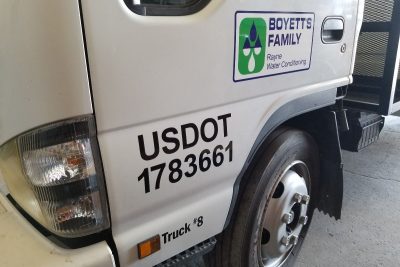 BOYETT'S
FAMILY
Rayne
Water Conditioning
USDOT
1783661
Truck #8